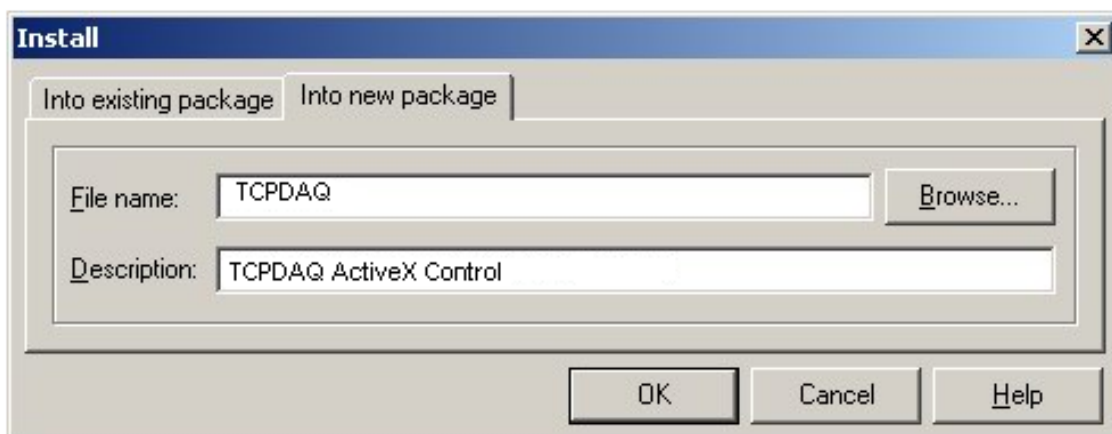 Install
Into existing package Into new package
File name: TCPDAQ Browse...
Description: TCPDAQ ActiveX Control
OK Cancel Help